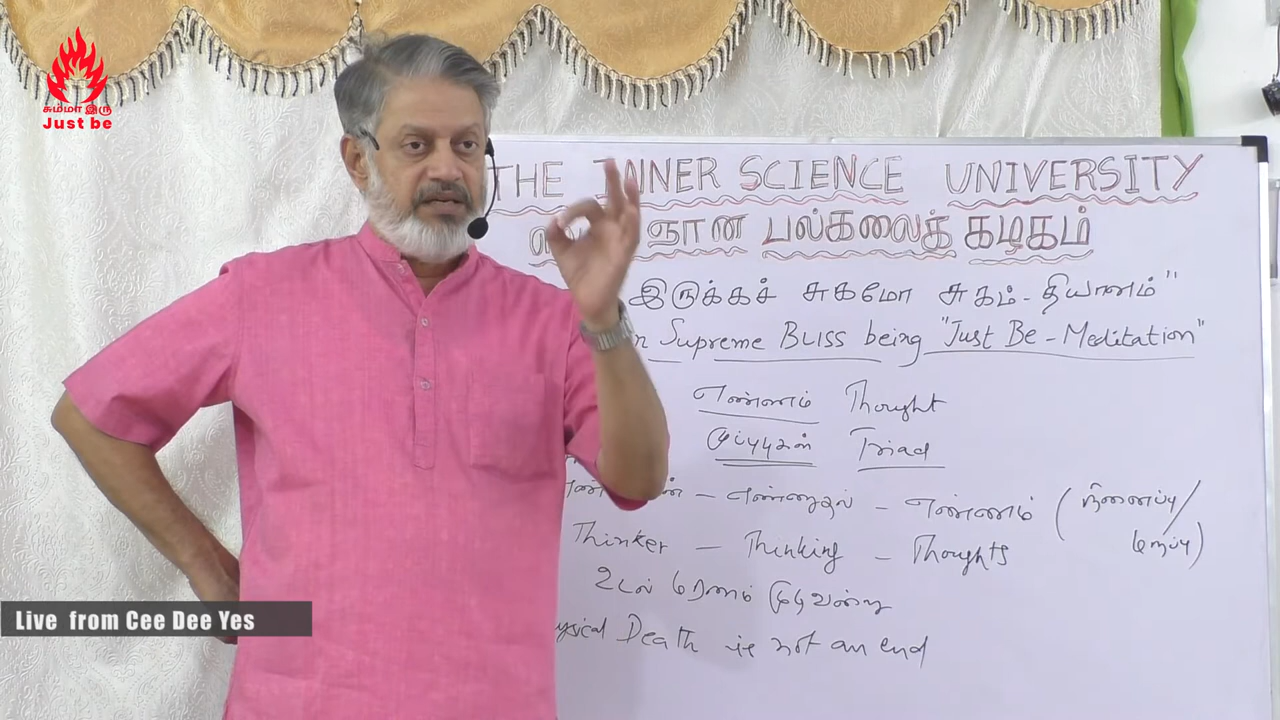 சும்மா இரு
Just be
THE INNER SCIENCE UNIVERSITY
ஞான பல்கலைக் கழகம்
இருக்கச் சுகமோ சுகம் - தியானம்"
Supreme BLISS being "Just Be - Meditation"
எண்ணம் Thought
முப்புடிகள் Triad
எண்ணுதல் - எண்ணம் (நினைப்பு/
மறப்பு)
Thinker - Thinking - Thoughts
உடல் மரணம் முடிவன்று
Death is not an end
Live from Cee Dee Yes